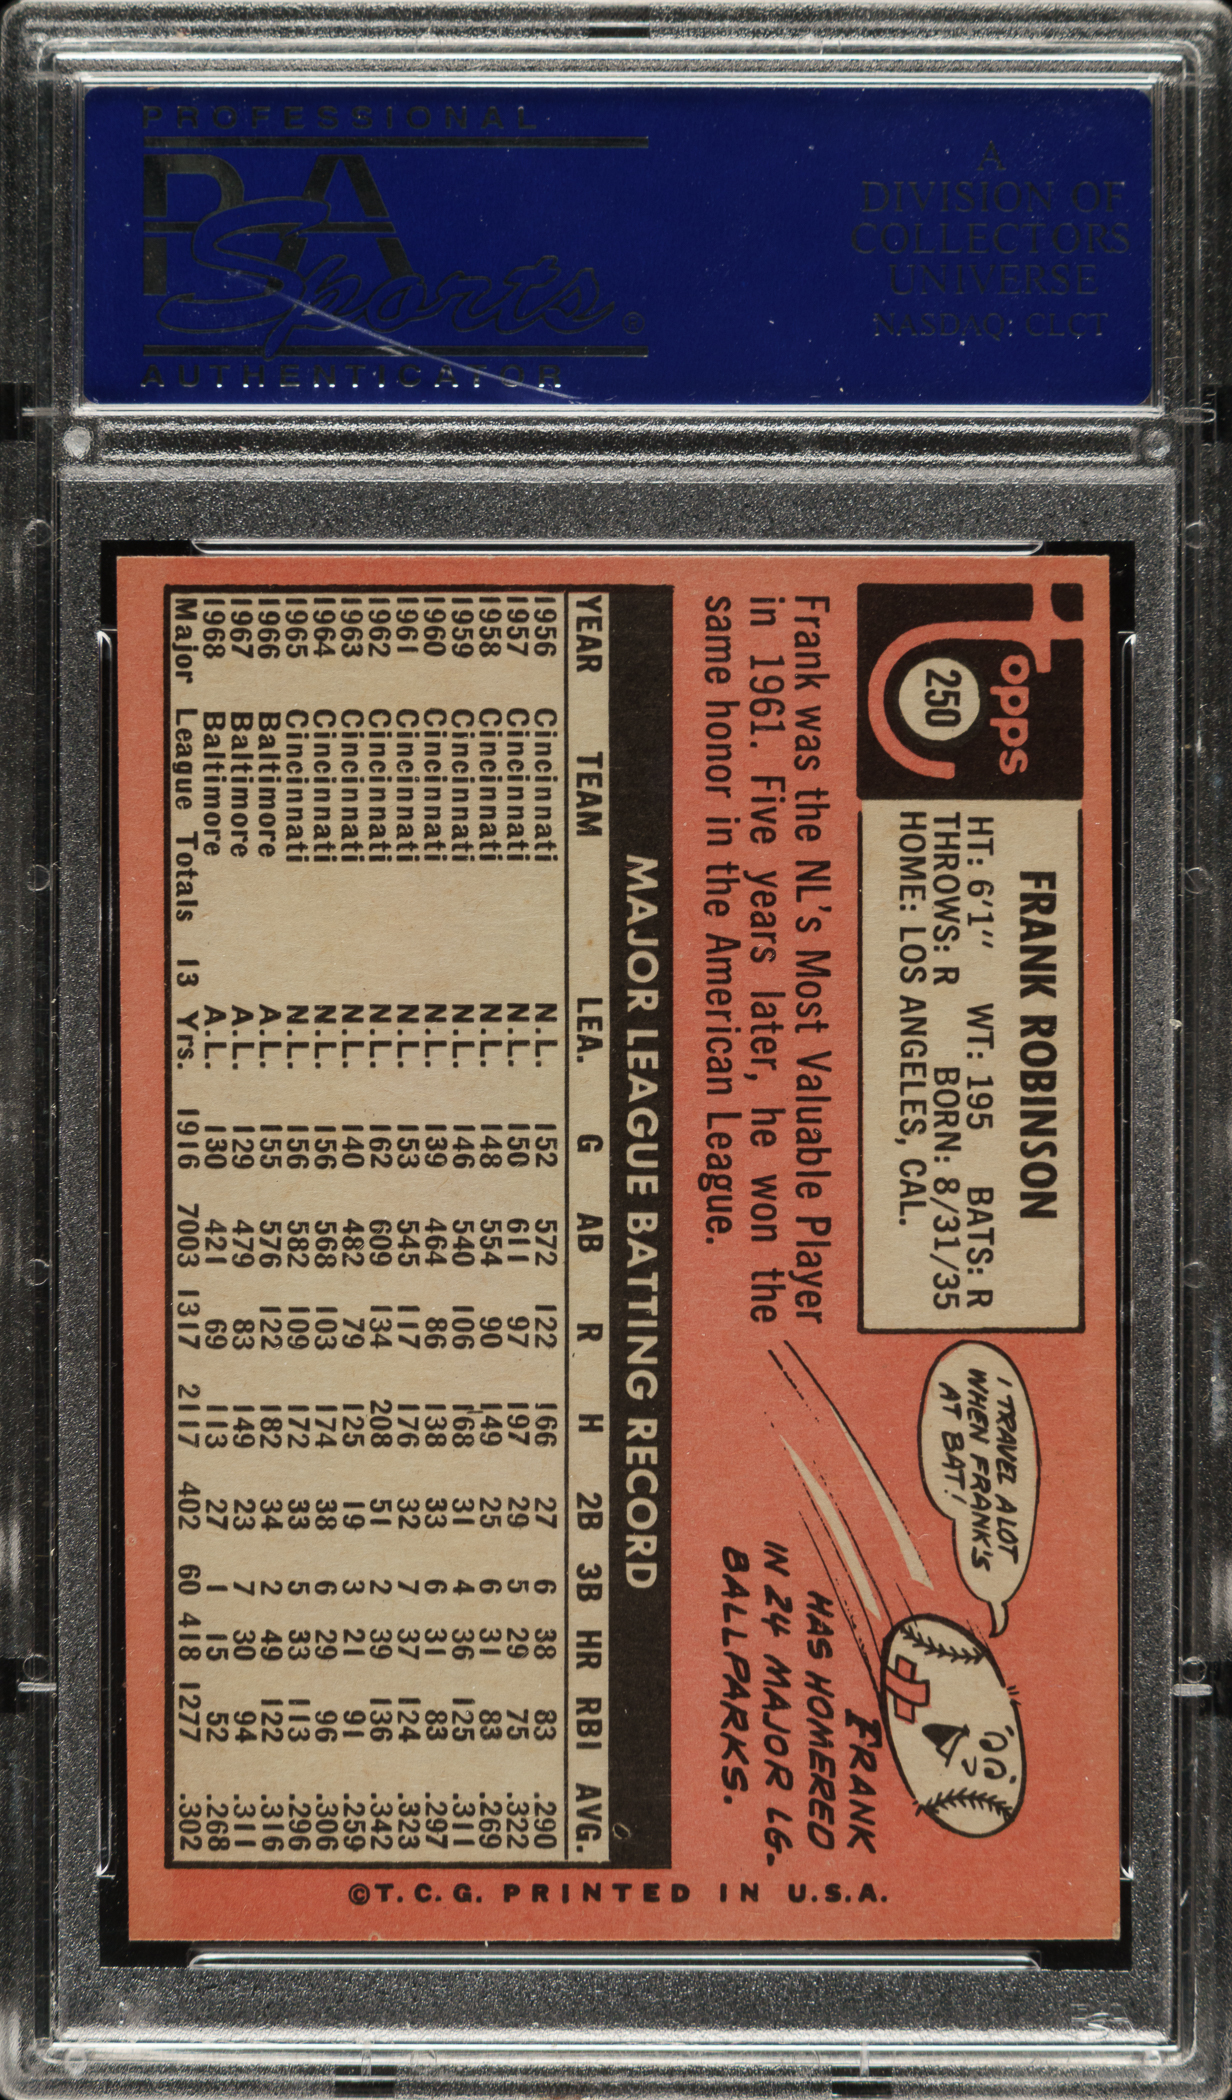 PROFESSIONAL
PSA
Sports®
AUTHENTICATOR
A
DIVISION OF
COLLECTORS
UNIVERSE
NASDAQ: CLCT
Topps
250
FRANK ROBINSON
HT: 6'1" WT: 195 BATS: R
THROWS: R BORN: 8/31/35
HOME: LOS ANGELES, CAL.
I TRAVEL A LOT
WHEN FRANK'S
AT BAT!
Frank was the NL's Most Valuable Player
in 1961. Five years later, he won the
same honor in the American League.
FRANK
HAS HOMERED
IN 24 MAJOR LG.
BALLPARKS.
MAJOR LEAGUE BATTING RECORD
YEAR TEAM LEA. G AB R H 2B 3B HR RBI AVG.
1956 Cincinnati N.L. 152 572 122 166 27 6 38 83 .290
1957 Cincinnati N.L. 150 611 97 197 29 5 29 75 .322
1958 Cincinnati N.L. 148 554 90 149 25 6 31 83 .269
1959 Cincinnati N.L. 146 540 106 168 31 4 36 125 .311
1960 Cincinnati N.L. 139 464 86 138 33 6 31 83 .297
1961 Cincinnati N.L. 153 545 117 176 32 7 37 124 .323
1962 Cincinnati N.L. 162 609 134 208 51 2 39 136 .342
1963 Cincinnati N.L. 140 482 79 125 19 3 21 91 .259
1964 Cincinnati N.L. 156 568 103 174 38 6 29 96 .306
1965 Cincinnati N.L. 156 582 109 172 33 5 33 113 .296
1966 Baltimore A.L. 155 576 122 182 34 2 49 122 .316
1967 Baltimore A.L. 129 479 83 149 23 7 30 94 .311
1968 Baltimore A.L. 130 421 69 113 27 1 15 52 .268
Major League Totals 13 Yrs. 1916 7003 1317 2117 402 60 418 1277 .302
©T.C.G. PRINTED IN U.S.A.